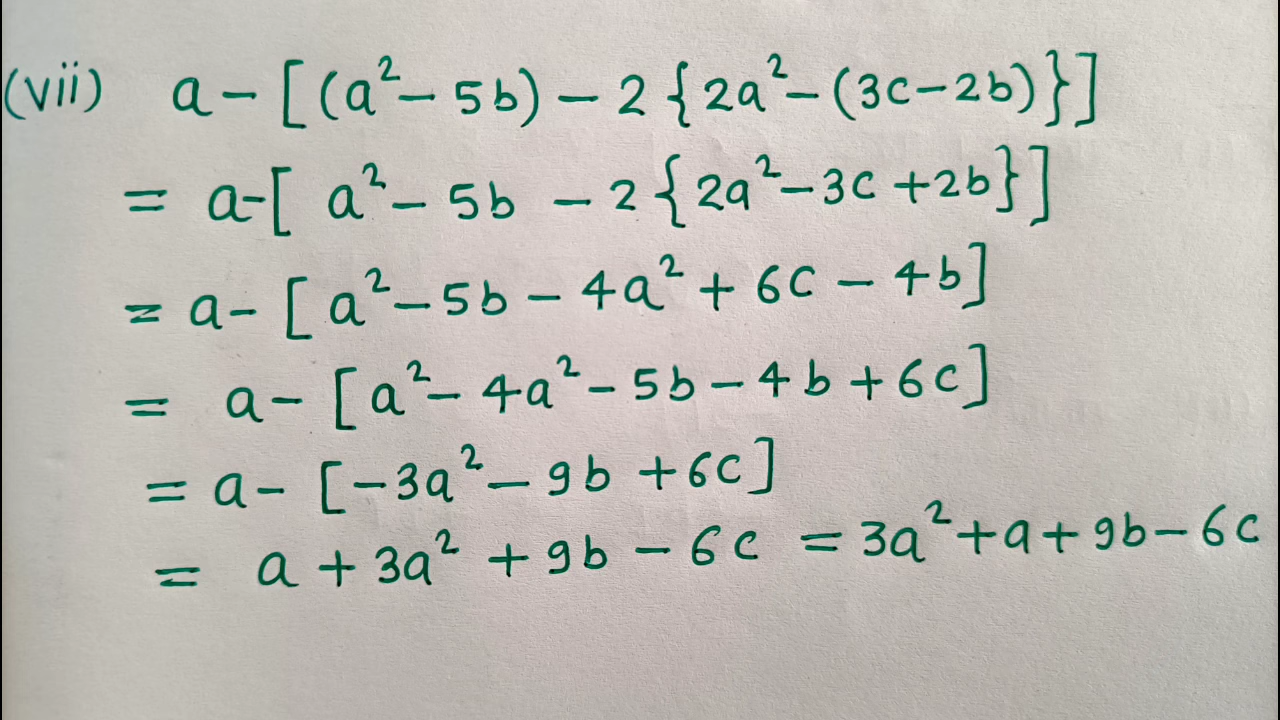 (vii) a - [(a² - 5b) - 2 {2a² - (3c - 2b)}]
= a - [ a² - 5b - 2 {2a² - 3c + 2b}]
= a - [ a² - 5b - 4a² + 6c - 4b]
= a - [a² - 4a² - 5b - 4b + 6c]
= a - [-3a² - 9b + 6c]
= a + 3a² + 9b - 6c = 3a² + a + 9b - 6c